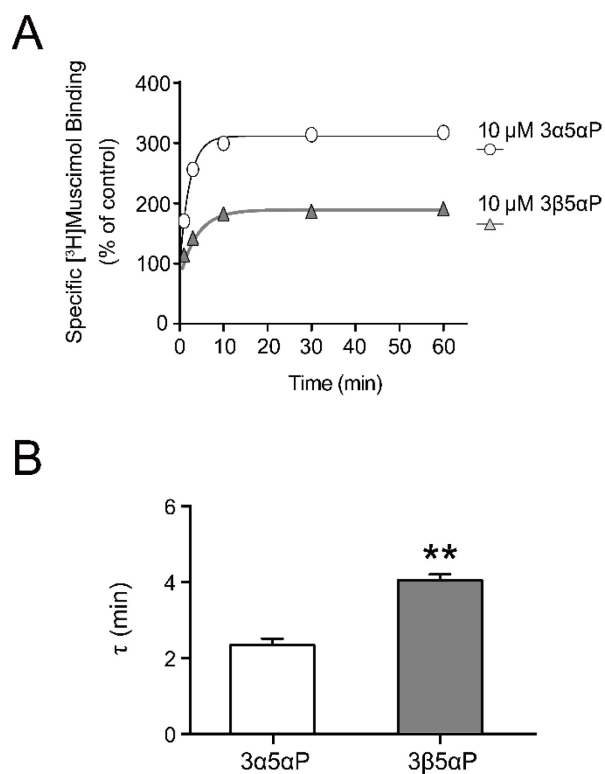 A
400
300
200
100
0
Specific [³H]Muscimol Binding
(% of control)
0 10 20 30 40 50 60
Time (min)
10 μM 3α5αP
10 μM 3β5αP
B
6
4
2
0
τ (min)
**
3α5αP 3β5αP